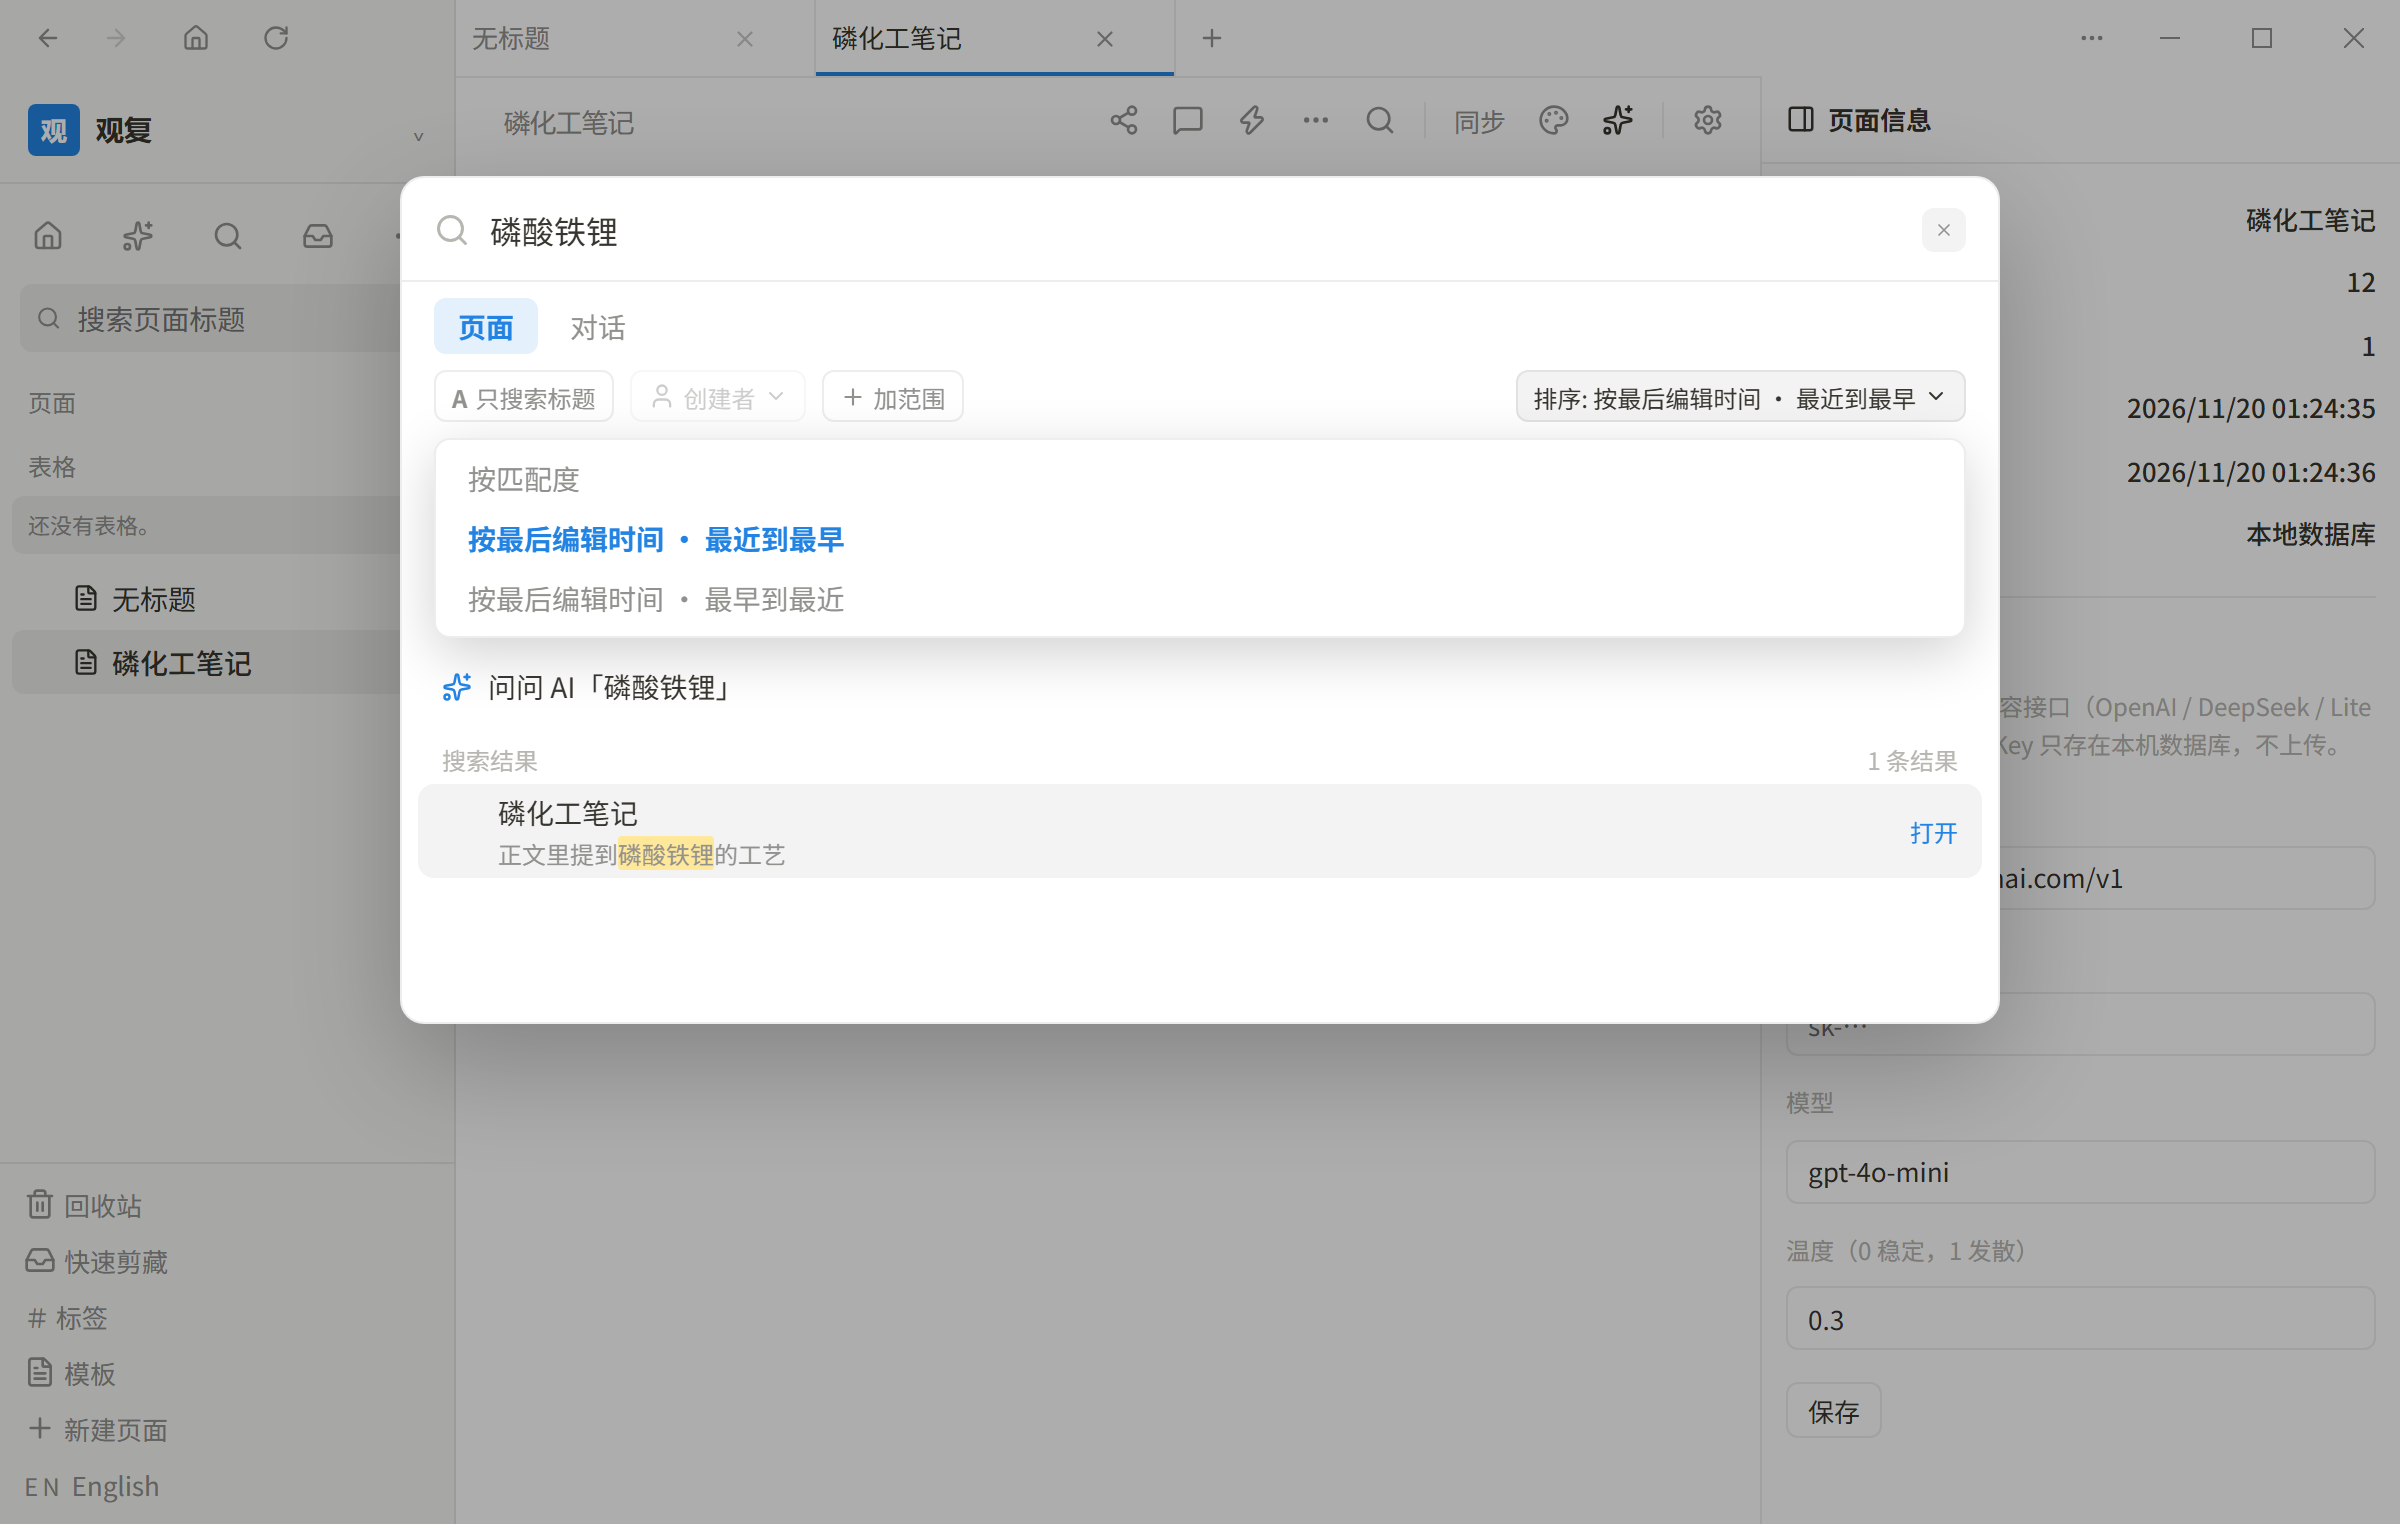 无标题
磷化工笔记
观 观复
磷化工笔记
同步
页面信息
磷酸铁锂
搜索页面标题
页面
表格
还没有表格。
无标题
磷化工笔记
页面 对话
A 只搜索标题 创建者 加范围 排序: 按最后编辑时间 · 最近到最早
按匹配度
按最后编辑时间 · 最近到最早
按最后编辑时间 · 最早到最近
问问 AI「磷酸铁锂」
搜索结果 1 条结果
磷化工笔记
正文里提到磷酸铁锂的工艺
打开
磷化工笔记
12
1
2026/11/20 01:24:35
2026/11/20 01:24:36
本地数据库
容接口（OpenAI / DeepSeek / Lite
Key 只存在本机数据库，不上传。
ai.com/v1
sk-...
模型
gpt-4o-mini
温度（0 稳定，1 发散）
0.3
保存
回收站
快速剪藏
# 标签
模板
新建页面
EN English